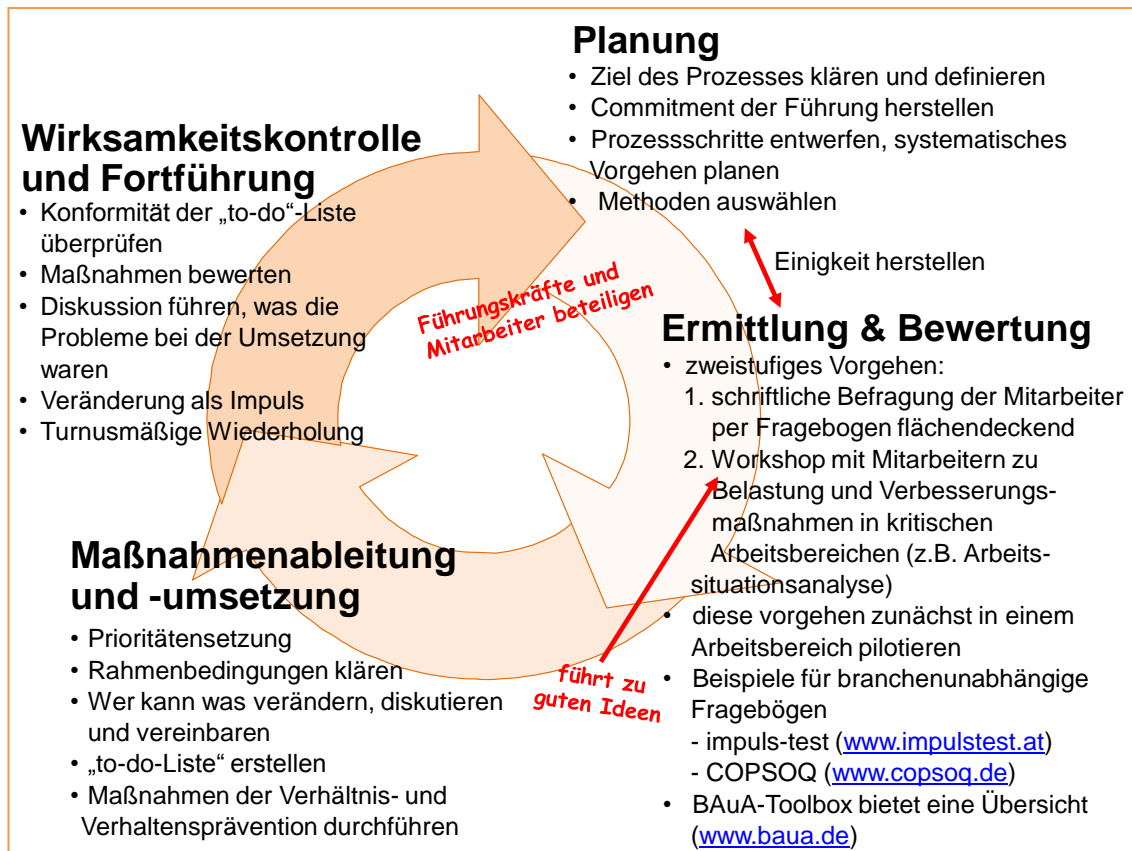 Planung
• Ziel des Prozesses klären und definieren
• Commitment der Führung herstellen
• Prozessschritte entwerfen, systematisches
Vorgehen planen
• Methoden auswählen
Einigkeit herstellen
Ermittlung & Bewertung
• zweistufiges Vorgehen:
1. schriftliche Befragung der Mitarbeiter
per Fragebogen flächendeckend
2. Workshop mit Mitarbeitern zu
Belastung und Verbesserungs-
maßnahmen in kritischen
Arbeitsbereichen (z.B. Arbeits-
situationsanalyse)
• diese vorgehen zunächst in einem
Arbeitsbereich pilotieren
• Beispiele für branchenunabhängige
Fragebögen
- impuls-test (www.impulstest.at)
- COPSOQ (www.copsoq.de)
• BAuA-Toolbox bietet eine Übersicht
(www.baua.de)
führt zu
guten Ideen
Maßnahmenableitung
und -umsetzung
• Prioritätensetzung
• Rahmenbedingungen klären
• Wer kann was verändern, diskutieren
und vereinbaren
• „to-do-Liste“ erstellen
• Maßnahmen der Verhältnis- und
Verhaltensprävention durchführen
Wirksamkeitskontrolle
und Fortführung
• Konformität der „to-do“-Liste
überprüfen
• Maßnahmen bewerten
• Diskussion führen, was die
Probleme bei der Umsetzung
waren
• Veränderung als Impuls
• Turnusmäßige Wiederholung
Führungskräfte und
Mitarbeiter beteiligen